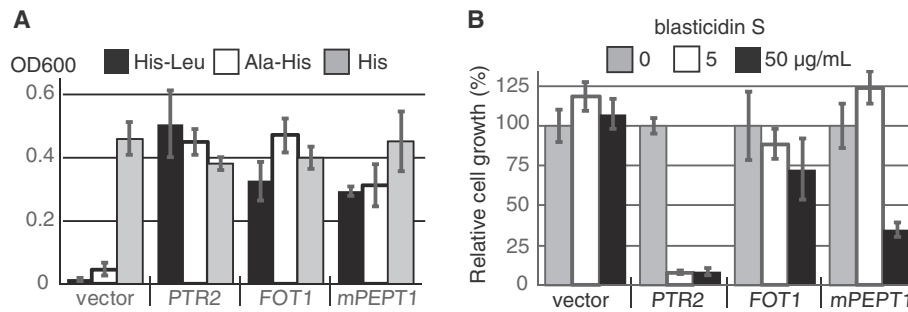 A
OD600
His-Leu Ala-His His
0.6
0.4
0.2
0
vector PTR2 FOT1 mPEPT1
B
blasticidin S
0 5 50 µg/mL
Relative cell growth (%)
125
100
75
50
25
0
vector PTR2 FOT1 mPEPT1